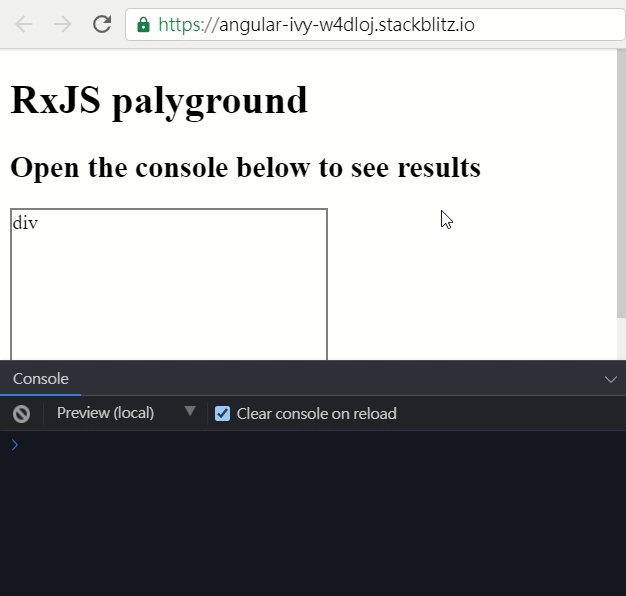 https://angular-ivy-w4dloj.stackblitz.io
RxJS palyground
Open the console below to see results
div
Console
Preview (local) Clear console on reload